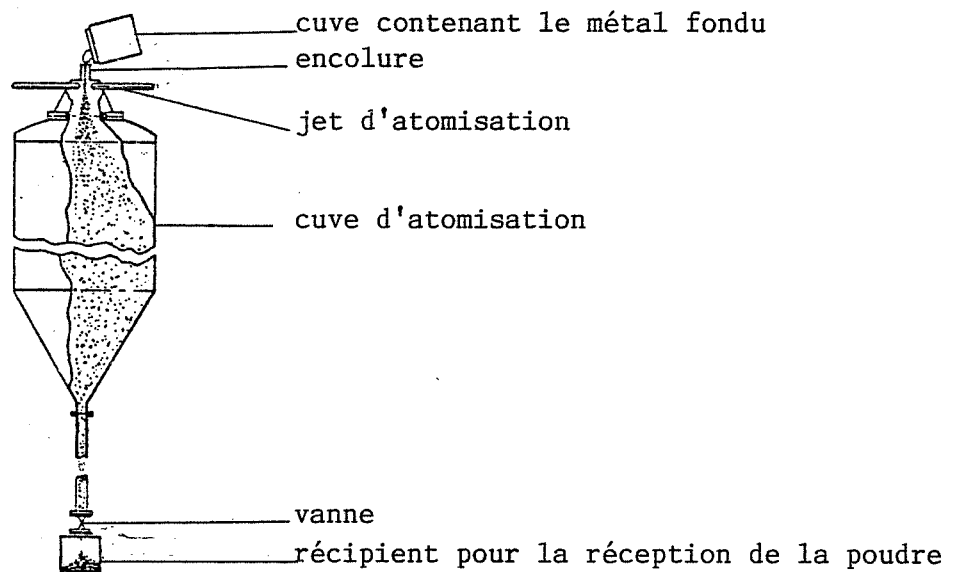 cuve contenant le métal fondu
encolure
jet d'atomisation
cuve d'atomisation
vanne
récipient pour la réception de la poudre